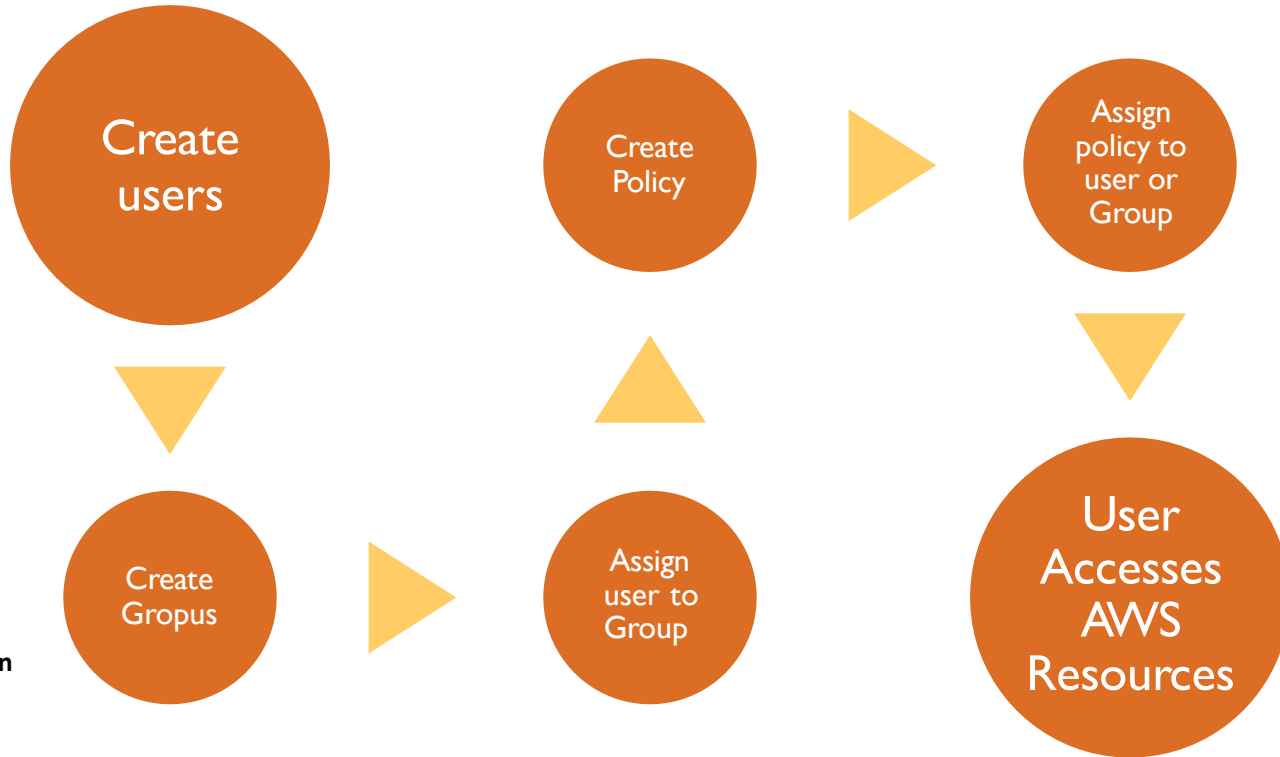 Create
users
Create
Gropus
Assign
user to
Group
Create
Policy
Assign
policy to
user or
Group
User
Accesses
AWS
Resources
n